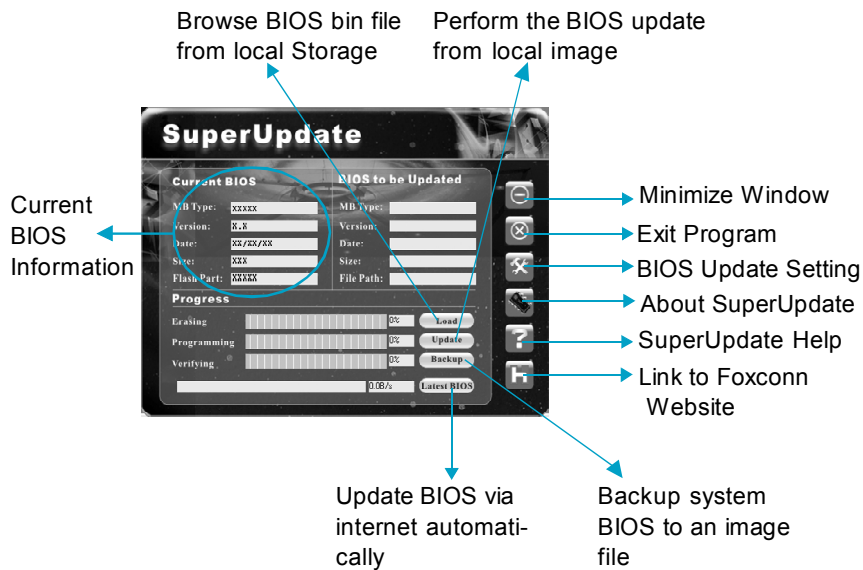 Browse BIOS bin file
from local Storage
Perform the BIOS update
from local image
SuperUpdate
Current BIOS
BIOS to be Updated
MB Type: xxxxx
MB Type:
Version: x.x
Version:
Date: xx/xx/xx
Date:
Size: xxx
Size:
Flash Part: xxxxx
File Path:
Progress
Erasing 0% Load
Programming 0% Update
Verifying 0% Backup
0.0B/s Latest BIOS
Current
BIOS
Information
Minimize Window
Exit Program
BIOS Update Setting
About SuperUpdate
?
SuperUpdate Help
Link to Foxconn
Website
Update BIOS via
internet automati-
cally
Backup system
BIOS to an image
file